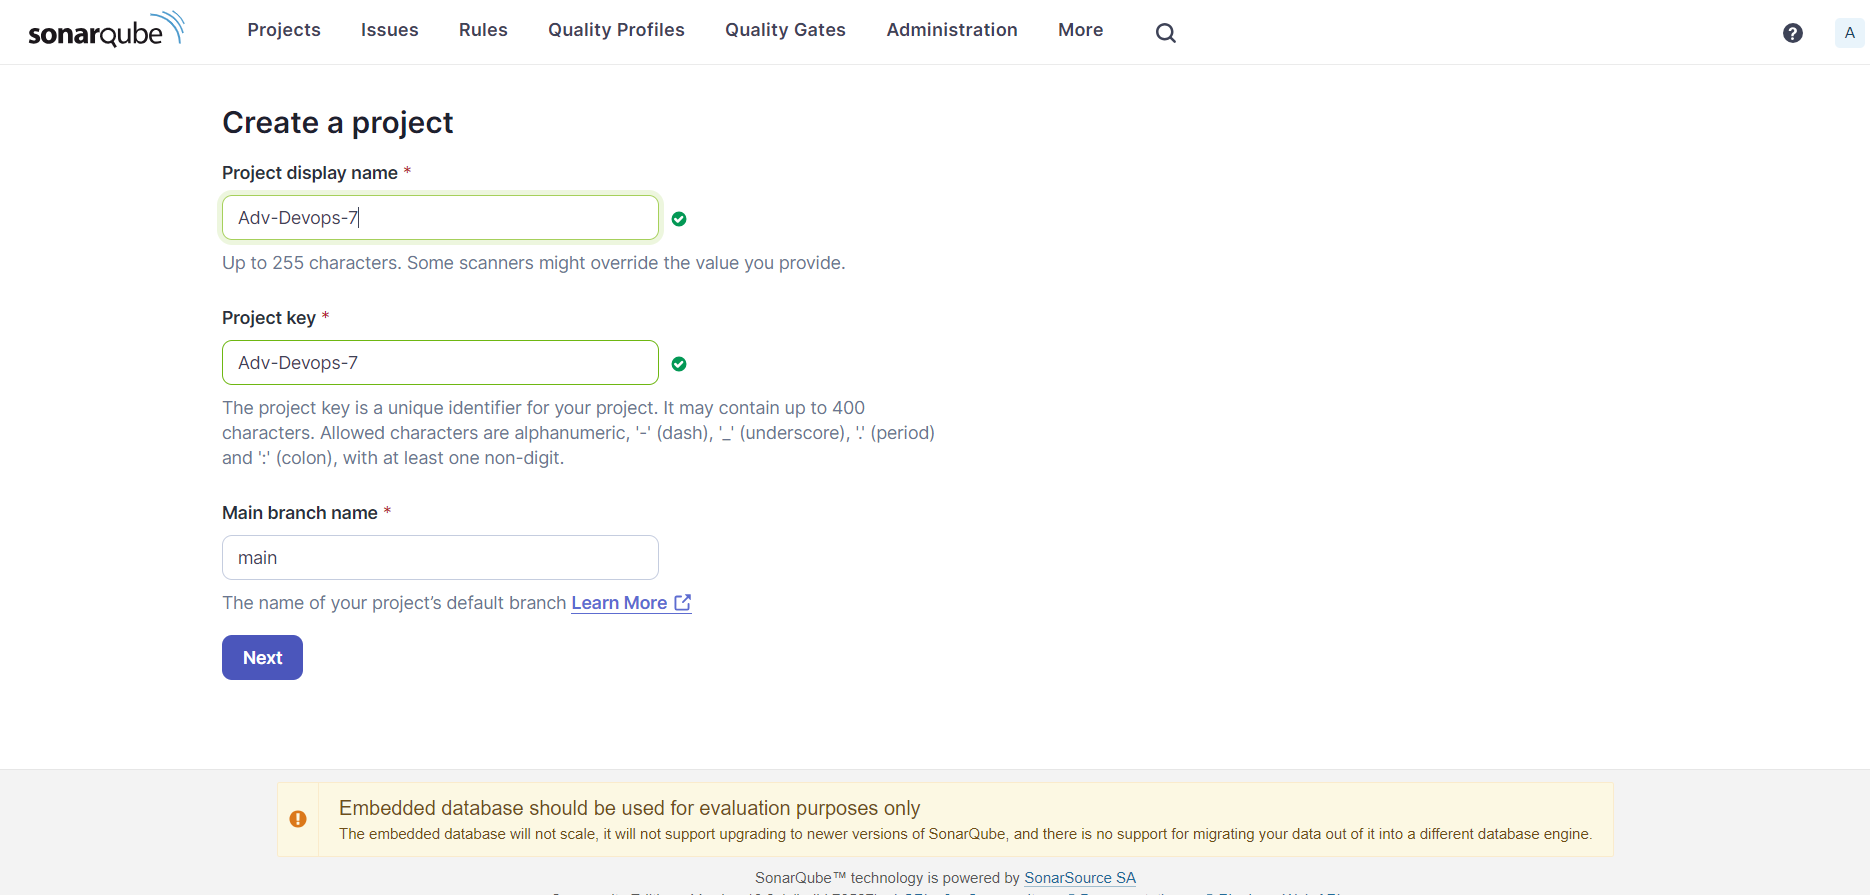 sonarqube Projects Issues Rules Quality Profiles Quality Gates Administration More ? A
Create a project
Project display name *
Adv-Devops-7
Up to 255 characters. Some scanners might override the value you provide.
Project key *
Adv-Devops-7
The project key is a unique identifier for your project. It may contain up to 400
characters. Allowed characters are alphanumeric, '-' (dash), '_' (underscore), '.' (period)
and ':' (colon), with at least one non-digit.
Main branch name *
main
The name of your project's default branch Learn More
Next
Embedded database should be used for evaluation purposes only
The embedded database will not scale, it will not support upgrading to newer versions of SonarQube, and there is no support for migrating your data out of it into a different database engine.
SonarQube™ technology is powered by SonarSource SA